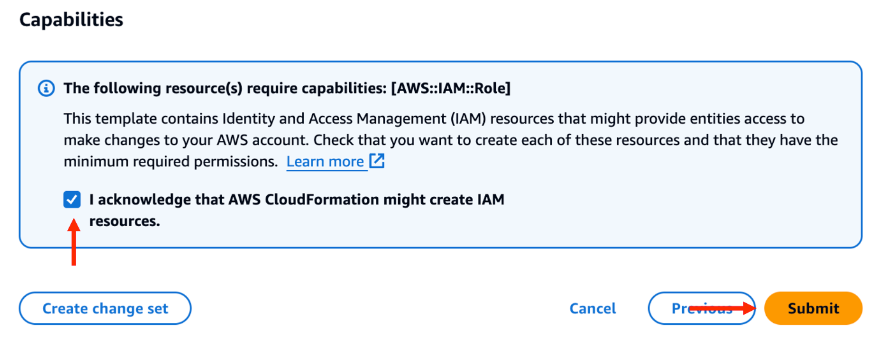 Capabilities
The following resource(s) require capabilities: [AWS::IAM::Role]
This template contains Identity and Access Management (IAM) resources that might provide entities access to
make changes to your AWS account. Check that you want to create each of these resources and that they have the
minimum required permissions. Learn more
I acknowledge that AWS CloudFormation might create IAM
resources.
Create change set
Cancel
Previous
Submit